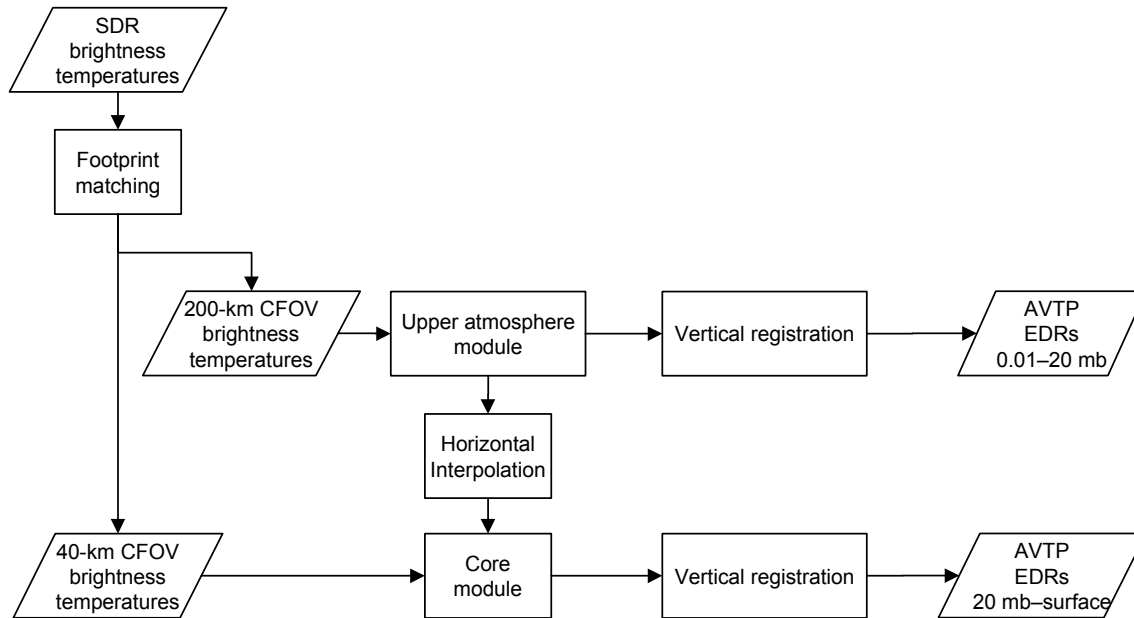 SDR
brightness
temperatures
Footprint
matching
200-km CFOV
brightness
temperatures
Upper atmosphere
module
Vertical registration
AVTP
EDRs
0.01–20 mb
Horizontal
Interpolation
40-km CFOV
brightness
temperatures
Core
module
Vertical registration
AVTP
EDRs
20 mb–surface